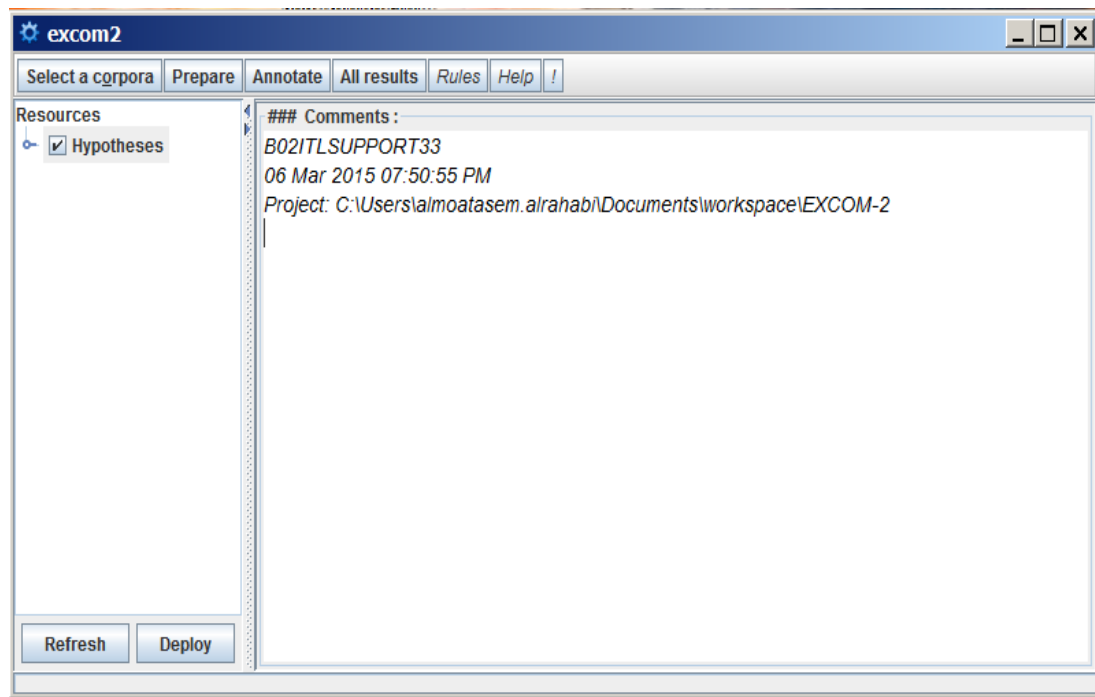 excom2
Select a corpora Prepare Annotate All results Rules Help !
Resources
Hypotheses
### Comments :
B02ITLSUPPORT33
06 Mar 2015 07:50:55 PM
Project: C:\Users\almoatasem.alrahabi\Documents\workspace\EXCOM-2
Refresh Deploy